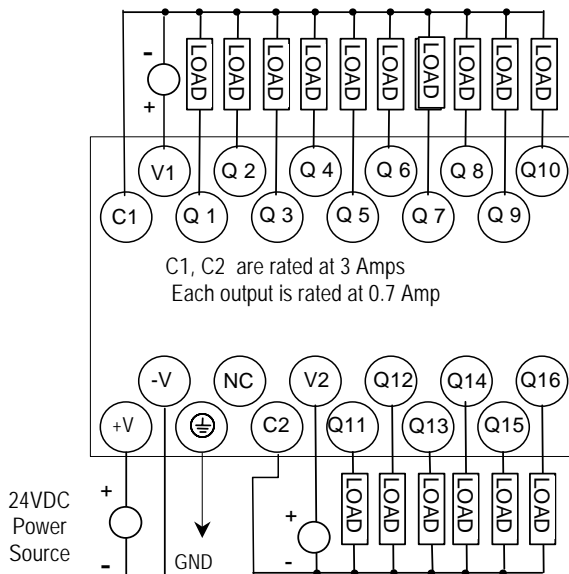 LOAD LOAD LOAD LOAD LOAD LOAD LOAD LOAD LOAD LOAD
-
+
V1 Q 2 Q 4 Q 6 Q 8 Q10
C1 Q 1 Q 3 Q 5 Q 7 Q 9
C1, C2 are rated at 3 Amps
Each output is rated at 0.7 Amp
-V NC V2 Q12 Q14 Q16
+V C2 Q11 Q13 Q15
LOAD LOAD LOAD LOAD LOAD LOAD
24VDC
Power
Source
+
-
GND
+
-